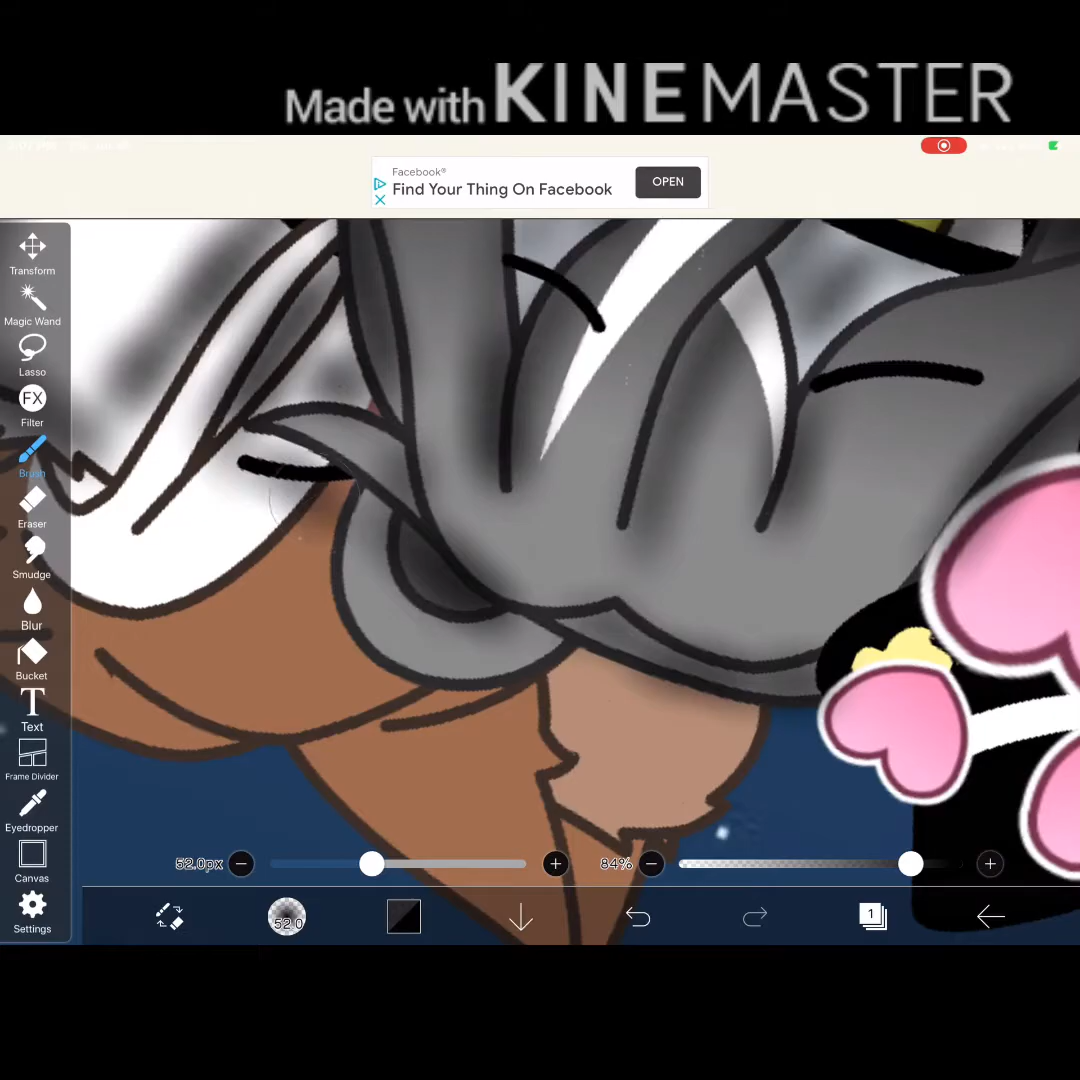 Made with KINEMASTER
Facebook®
Find Your Thing On Facebook
OPEN
Transform
Magic Wand
Lasso
FX
Filter
Brush
Eraser
Smudge
Blur
Bucket
T
Text
Frame Divider
Eyedropper
Canvas
Settings
52.0px
84%
52.0
1